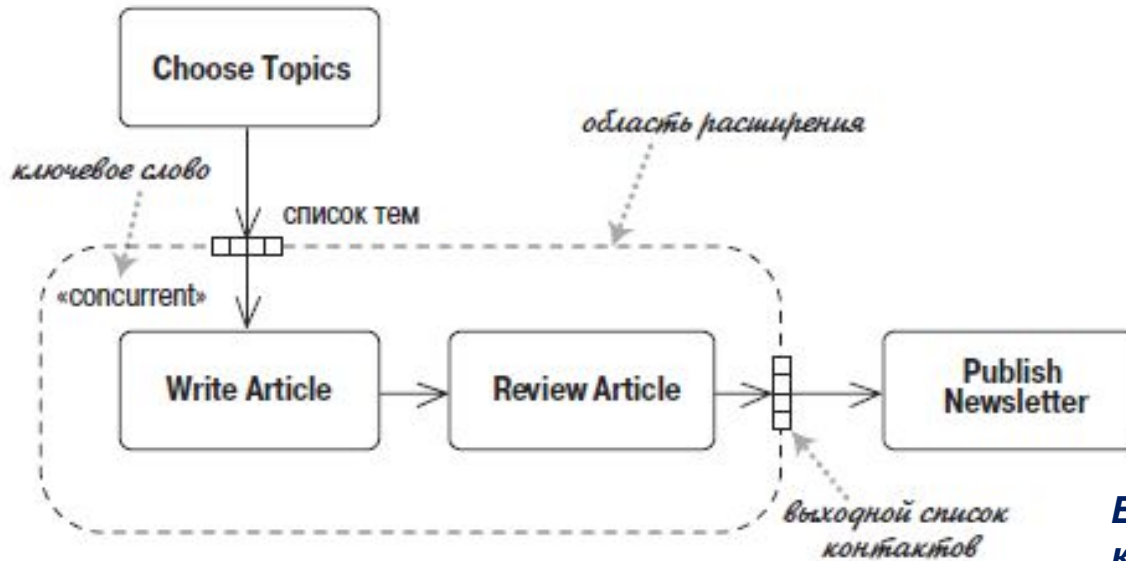 Choose Topics
область расширения
ключевое слово
список тем
«concurrent»
Write Article
Review Article
Publish
Newsletter
выходной список
контактов